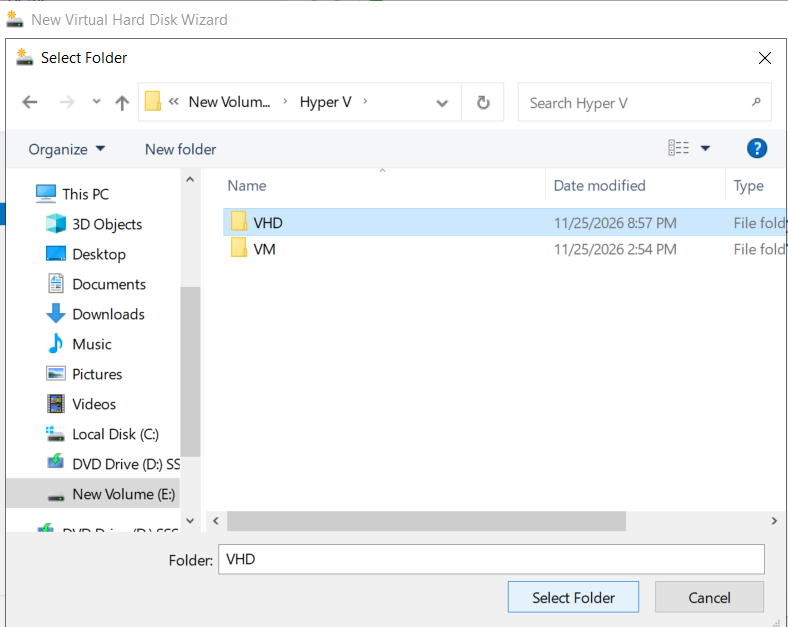 New Virtual Hard Disk Wizard
Select Folder
« New Volum... › Hyper V ›
Search Hyper V
Organize
New folder
?
Name Date modified Type
This PC
3D Objects
Desktop
Documents
Downloads
Music
Pictures
Videos
Local Disk (C:)
DVD Drive (D:) SS
New Volume (E:)
DVD Drive (D:) SSS
VHD 11/25/2026 8:57 PM File fold
VM 11/25/2026 2:54 PM File fold
Folder: VHD
Select Folder
Cancel